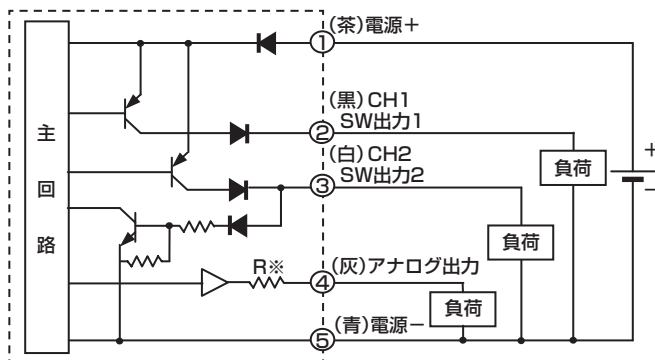 ①(茶)電源+
(黒)CH1
②SW出力1
(白)CH2
③SW出力2
主回路
負荷
+
−
負荷
R※
④(灰)アナログ出力
負荷
⑤(青)電源−